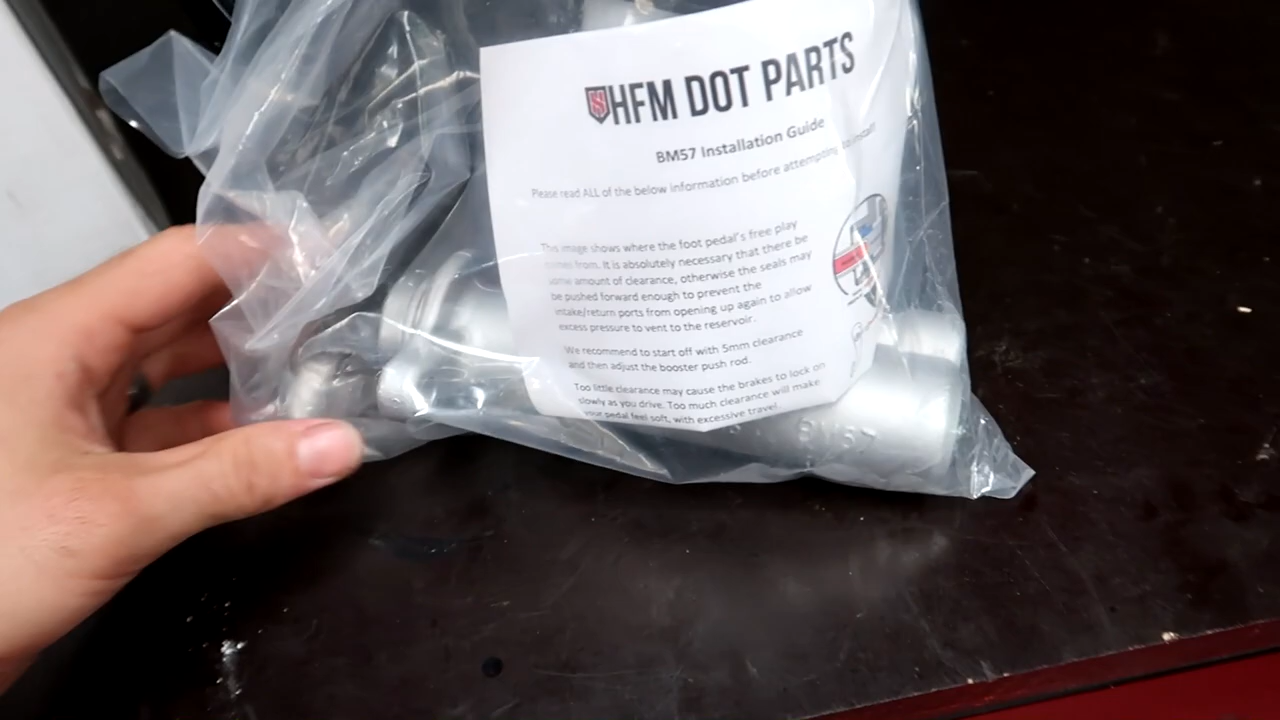 HFM DOT PARTS
BM57 Installation Guide
Please read ALL of the below information before attempting to install
This image shows where the foot pedal's free play
comes from. It is absolutely necessary that there be
some amount of clearance, otherwise the seals may
be pushed forward enough to prevent the
intake/return ports from opening up again to allow
excess pressure to vent to the reservoir.
We recommend to start off with 5mm clearance
and then adjust the booster push rod.
Too little clearance may cause the brakes to lock on
slowly as you drive. Too much clearance will make
your pedal feel soft, with excessive travel
BM57